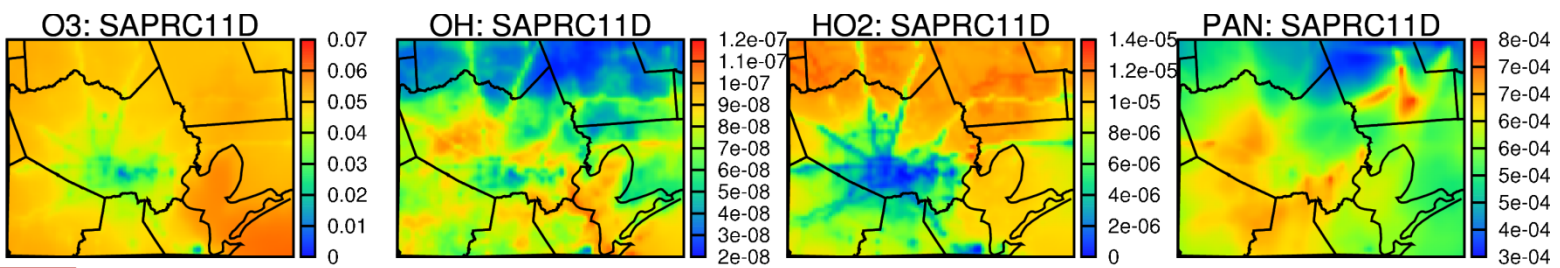 O3: SAPRC11D
0.07
0.06
0.05
0.04
0.03
0.02
0.01
0
OH: SAPRC11D
1.2e-07
1.1e-07
1e-07
9e-08
8e-08
7e-08
6e-08
5e-08
4e-08
3e-08
2e-08
HO2: SAPRC11D
1.4e-05
1.2e-05
1e-05
8e-06
6e-06
4e-06
2e-06
0
PAN: SAPRC11D
8e-04
7e-04
7e-04
6e-04
6e-04
5e-04
5e-04
4e-04
4e-04
3e-04